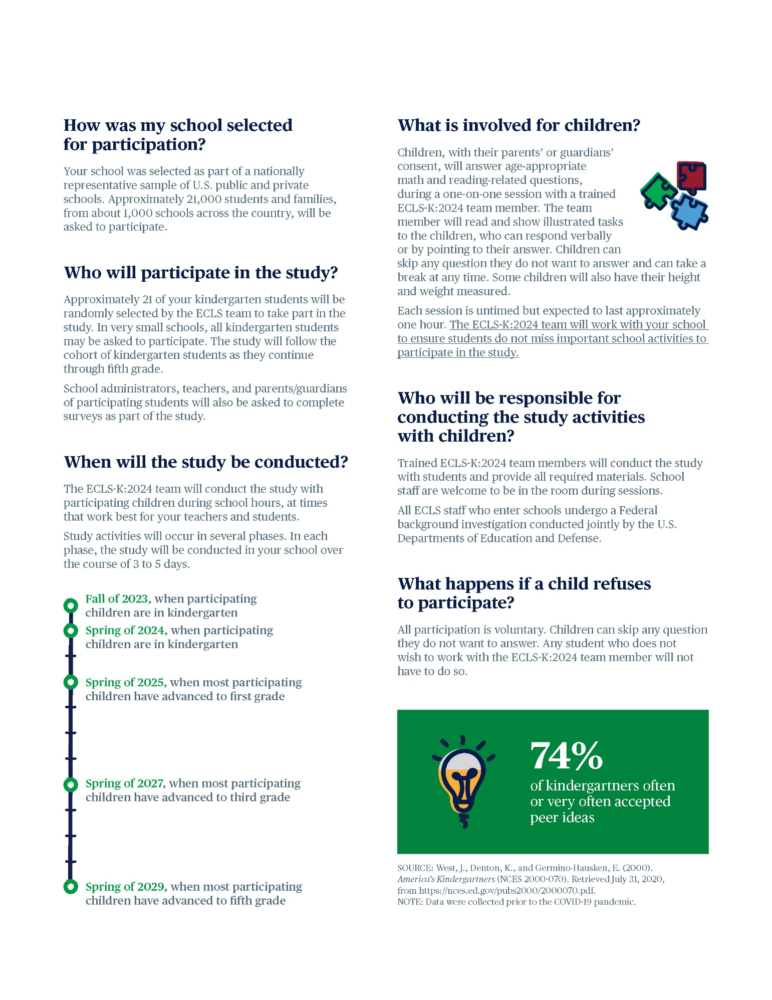 How was my school selected
for participation?
Your school was selected as part of a nationally
representative sample of U.S. public and private
schools. Approximately 21,000 students and families,
from about 1,000 schools across the country, will be
asked to participate.
Who will participate in the study?
Approximately 21 of your kindergarten students will be
randomly selected by the ECLS team to take part in the
study. In very small schools, all kindergarten students
may be asked to participate. The study will follow the
cohort of kindergarten students as they continue
through fifth grade.
School administrators, teachers, and parents/guardians
of participating students will also be asked to complete
surveys as part of the study.
When will the study be conducted?
The ECLS-K:2024 team will conduct the study with
participating children during school hours, at times
that work best for your teachers and students.
Study activities will occur in several phases. In each
phase, the study will be conducted in your school over
the course of 3 to 5 days.
Fall of 2023, when participating
children are in kindergarten
Spring of 2024, when participating
children are in kindergarten
Spring of 2025, when most participating
children have advanced to first grade
Spring of 2027, when most participating
children have advanced to third grade
Spring of 2029, when most participating
children have advanced to fifth grade
What is involved for children?
Children, with their parents’ or guardians’
consent, will answer age-appropriate
math and reading-related questions,
during a one-on-one session with a trained
ECLS-K:2024 team member. The team
member will read and show illustrated tasks
to the children, who can respond verbally
or by pointing to their answer. Children can
skip any question they do not want to answer and can take a
break at any time. Some children will also have their height
and weight measured.
Each session is untimed but expected to last approximately
one hour. The ECLS-K:2024 team will work with your school
to ensure students do not miss important school activities to
participate in the study.
Who will be responsible for
conducting the study activities
with children?
Trained ECLS-K:2024 team members will conduct the study
with students and provide all required materials. School
staff are welcome to be in the room during sessions.
All ECLS staff who enter schools undergo a Federal
background investigation conducted jointly by the U.S.
Departments of Education and Defense.
What happens if a child refuses
to participate?
All participation is voluntary. Children can skip any question
they do not want to answer. Any student who does not
wish to work with the ECLS-K:2024 team member will not
have to do so.
74%
of kindergartners often
or very often accepted
peer ideas
SOURCE: West, J., Denton, K., and Germino-Hausken, E. (2000).
America’s Kindergartners (NCES 2000-070). Retrieved July 31, 2020,
from https://nces.ed.gov/pubs2000/2000070.pdf.
NOTE: Data were collected prior to the COVID-19 pandemic.